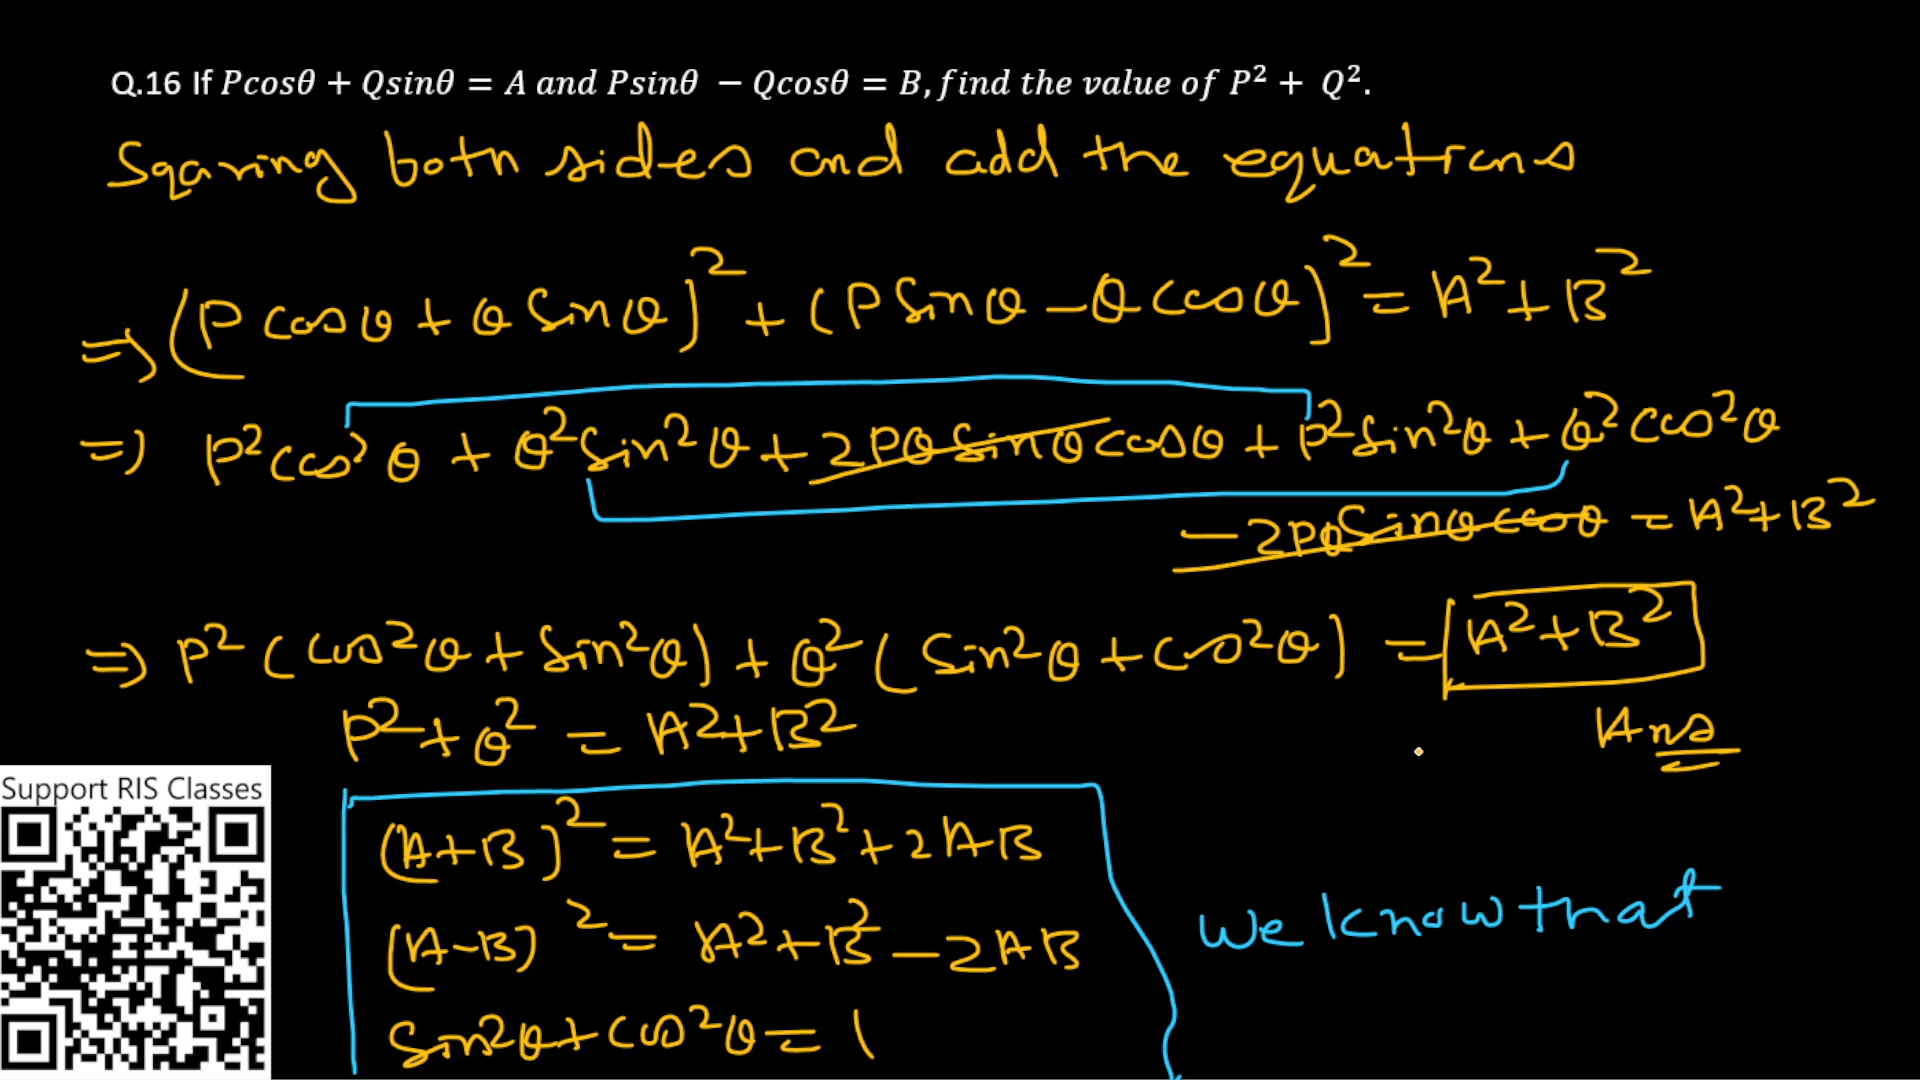 Q.16 If Pcosθ + Qsinθ = A and Psinθ − Qcosθ = B, find the value of P² + Q².
Sqaring both sides and add the equations
⇒ (P cosθ + Q sinθ)² + (P sinθ − Q cosθ)² = A² + B²
⇒ P²cos²θ + Q²sin²θ + 2PQ sinθ cosθ + P²sin²θ + Q²cos²θ
− 2PQ sinθ cosθ = A² + B²
⇒ P²(cos²θ + sin²θ) + Q²(sin²θ + cos²θ) = A² + B²
Ans
P² + Q² = A² + B²
Support RIS Classes
(A+B)² = A² + B² + 2AB
(A−B)² = A² + B² − 2AB
We know that
sin²θ + cos²θ = 1